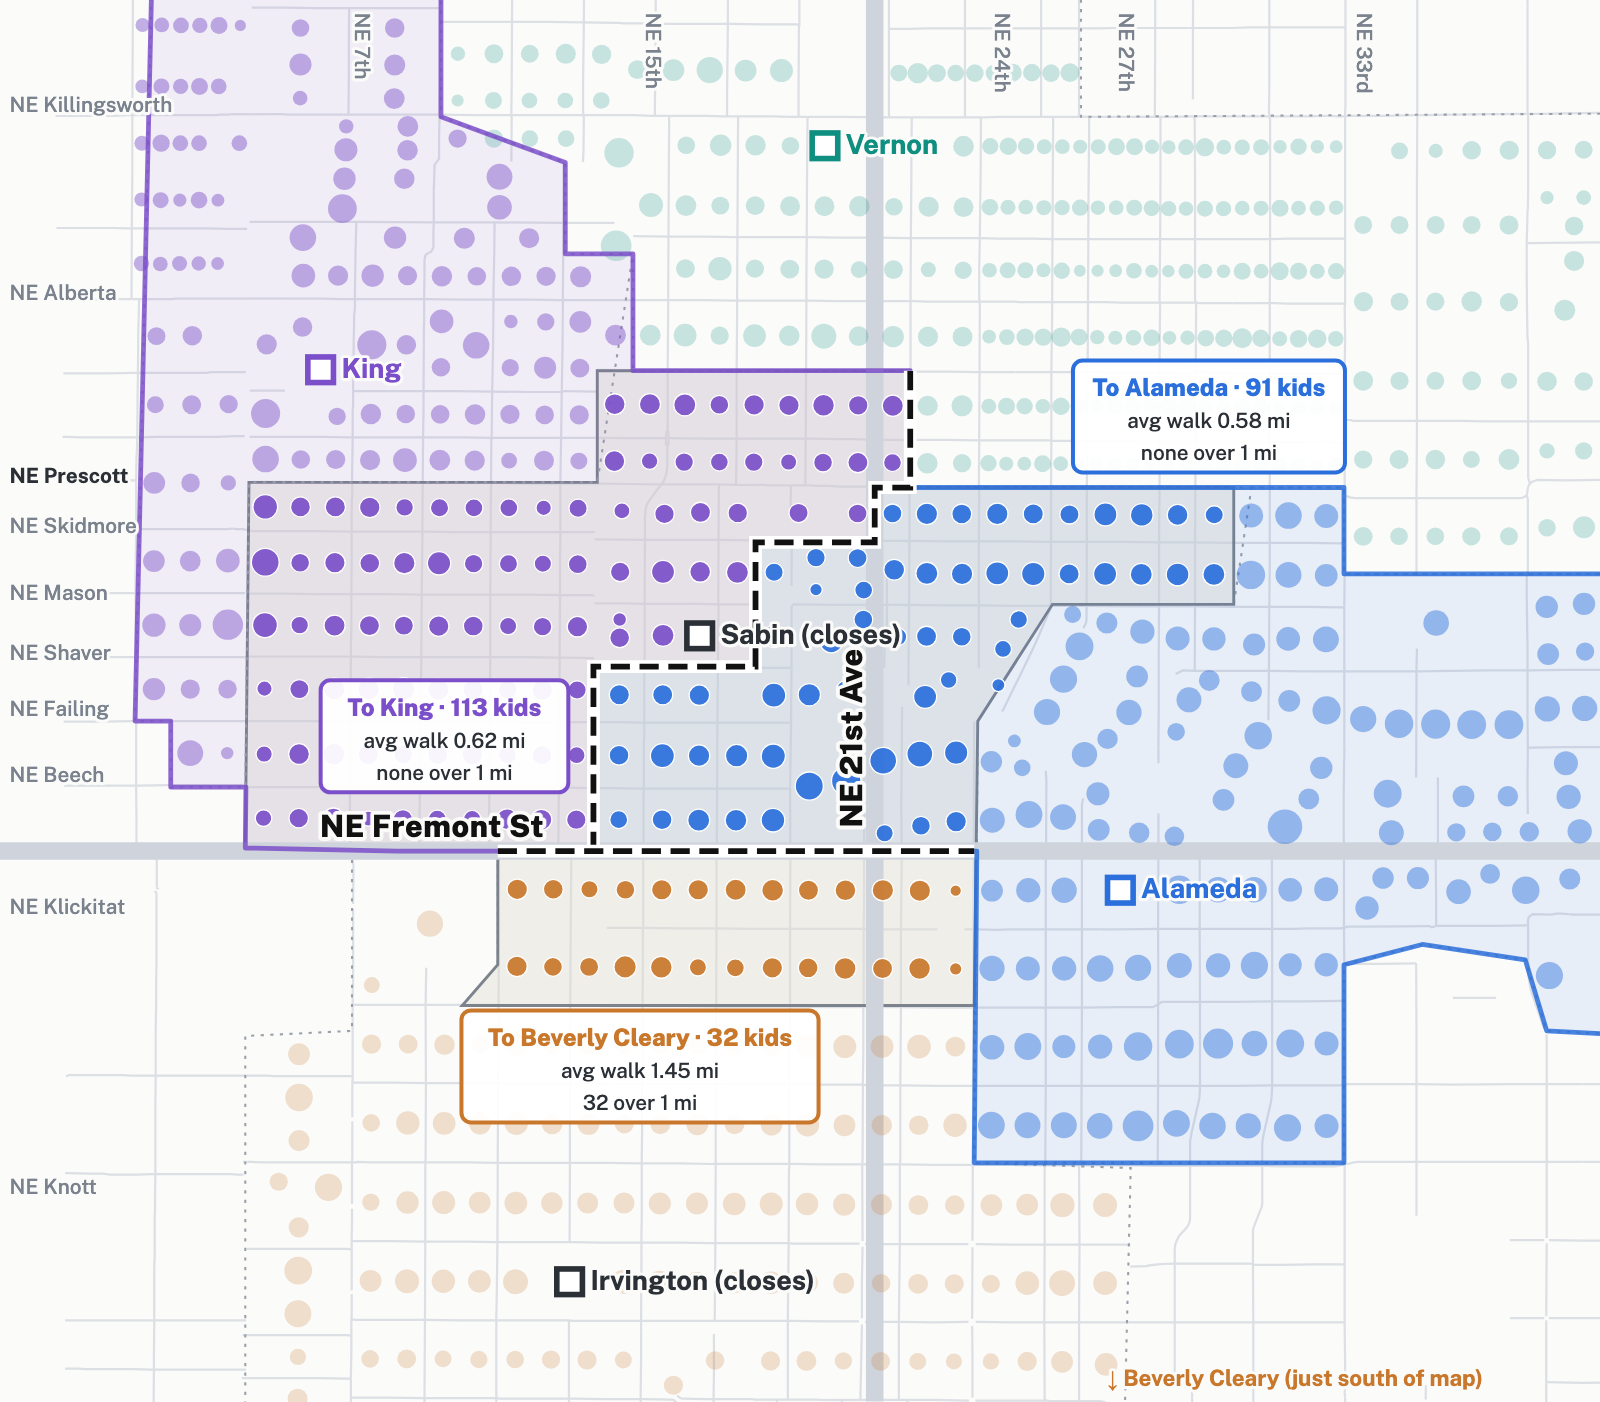 NE 7th
NE 15th
NE 24th
NE 27th
NE 33rd
NE Killingsworth
Vernon
NE Alberta
King
To Alameda · 91 kids
avg walk 0.58 mi
none over 1 mi
NE Prescott
NE Skidmore
NE Mason
Sabin (closes)
NE Shaver
NE Failing
To King · 113 kids
avg walk 0.62 mi
none over 1 mi
NE 21st Ave
NE Beech
NE Fremont St
Alameda
NE Klickitat
To Beverly Cleary · 32 kids
avg walk 1.45 mi
32 over 1 mi
NE Knott
Irvington (closes)
↓ Beverly Cleary (just south of map)